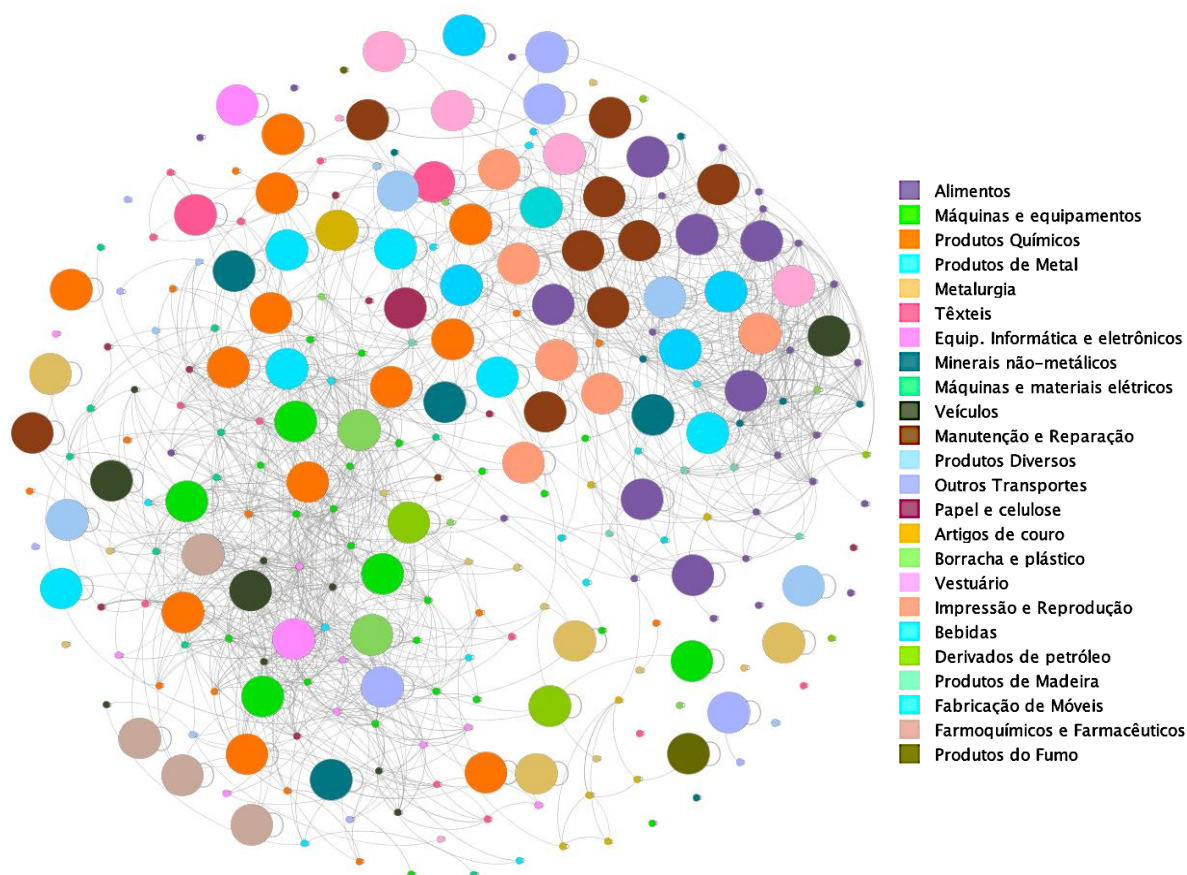 Alimentos
Máquinas e equipamentos
Produtos Químicos
Produtos de Metal
Metalurgia
Têxteis
Equip. Informática e eletrônicos
Minerais não-metálicos
Máquinas e materiais elétricos
Veículos
Manutenção e Reparação
Produtos Diversos
Outros Transportes
Papel e celulose
Artigos de couro
Borracha e plástico
Vestuário
Impressão e Reprodução
Bebidas
Derivados de petróleo
Produtos de Madeira
Fabricação de Móveis
Farmoquímicos e Farmacêuticos
Produtos do Fumo